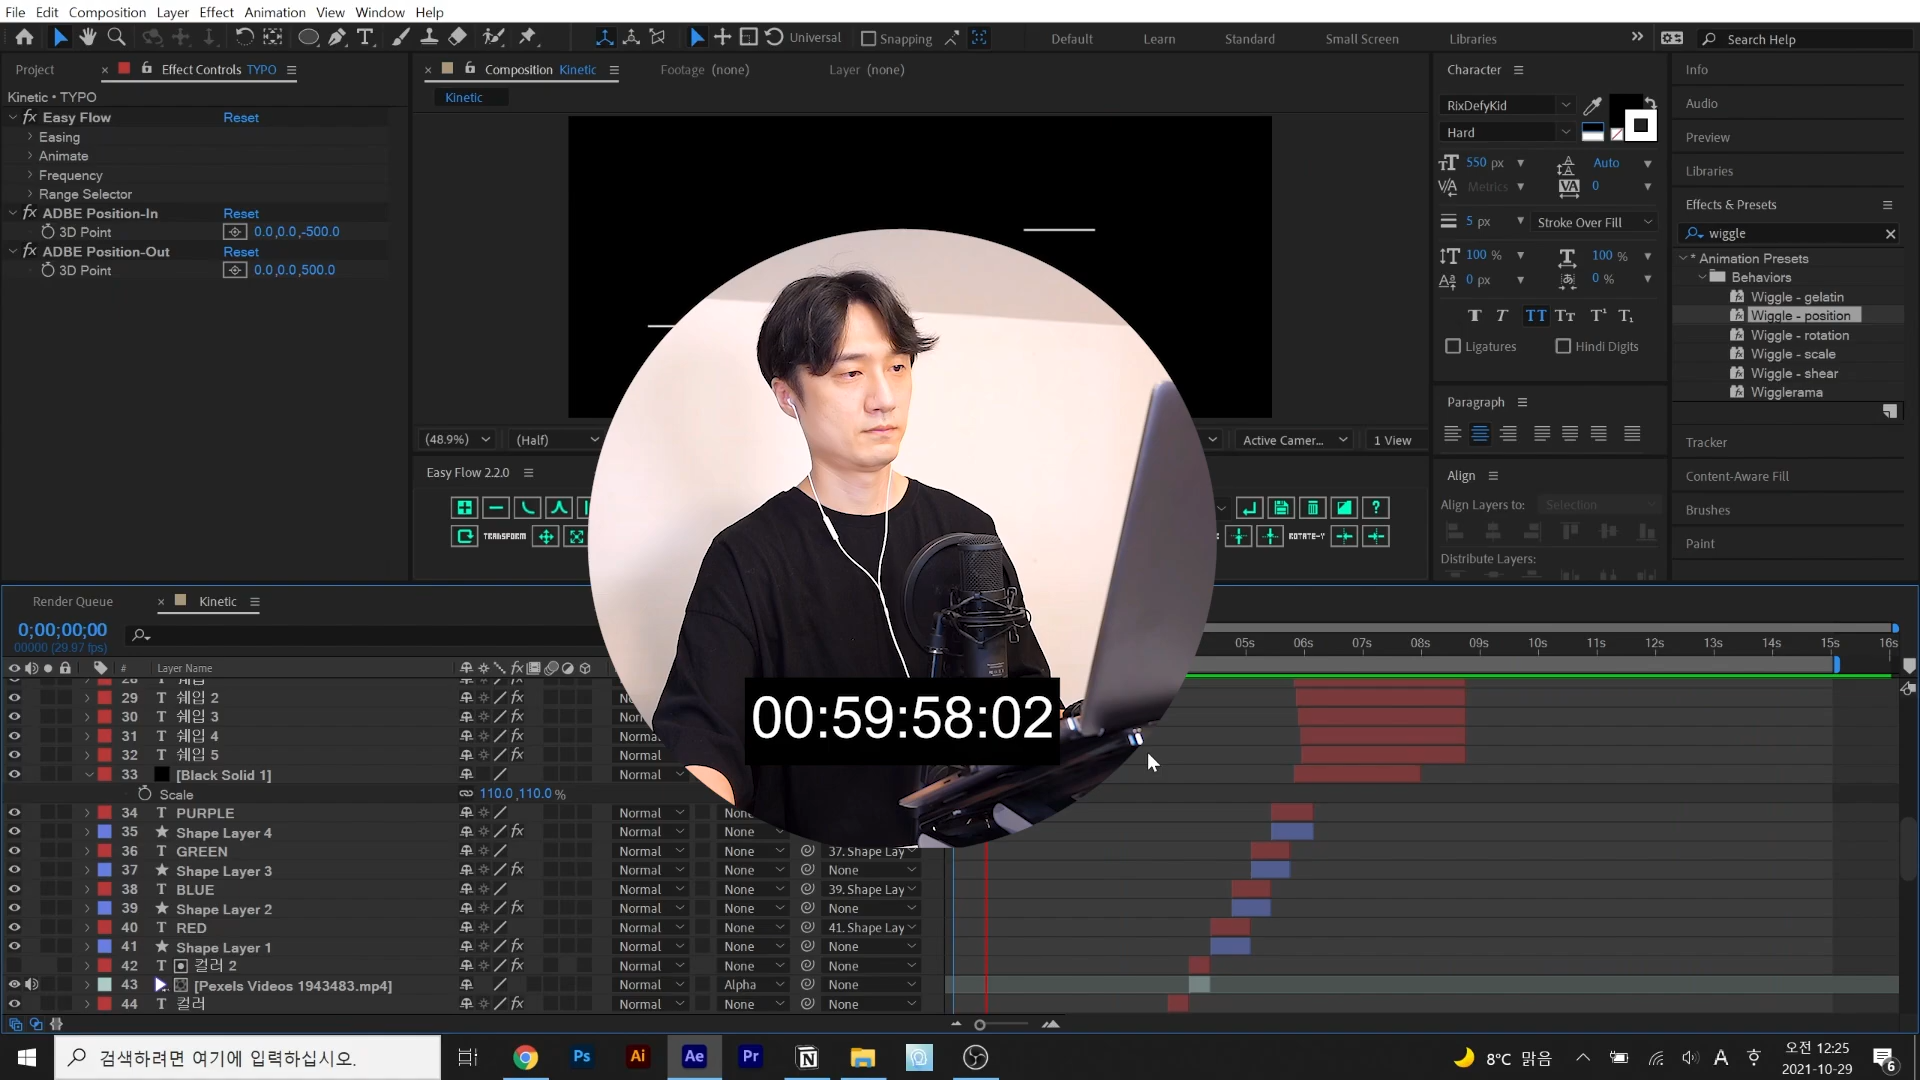 File Edit Composition Layer Effect Animation View Window Help
Universal Snapping Default Learn Standard Small Screen Libraries Search Help
Project Effect Controls TYPO Composition Kinetic Footage (none) Layer (none)
Kinetic • TYPO
Kinetic
fx Easy Flow Reset
Easing
Animate
Frequency
Range Selector
fx ADBE Position-In Reset
3D Point 0.0,0.0,-500.0
fx ADBE Position-Out Reset
3D Point 0.0,0.0,500.0
Character
RixDefyKid
Hard
550 px Auto
Metrics 0
5 px Stroke Over Fill
100 % 100 %
0 px 0 %
Ligatures Hindi Digits
Paragraph
Align
Align Layers to: Selection
Distribute Layers:
Info
Audio
Preview
Libraries
Effects & Presets
wiggle
* Animation Presets
Behaviors
Wiggle - gelatin
Wiggle - position
Wiggle - rotation
Wiggle - scale
Wiggle - shear
Wigglerama
Tracker
Content-Aware Fill
Brushes
Paint
(48.9%) (Half) Active Camer... 1 View
Easy Flow 2.2.0
TRANSFORM ROTATE-Y
00:59:58:02
Render Queue Kinetic
0;00;00;00
00000 (29.97 fps)
05s 06s 07s 08s 09s 10s 11s 12s 13s 14s 15s 16s
# Layer Name
28 T 쉐입
29 T 쉐입 2
30 T 쉐입 3
31 T 쉐입 4
32 T 쉐입 5 Normal
33 [Black Solid 1] Normal
Scale 110.0,110.0 %
34 T PURPLE Normal None
35 Shape Layer 4 Normal None
36 T GREEN Normal None 37. Shape Lay
37 Shape Layer 3 Normal None None
38 T BLUE Normal None 39. Shape Lay
39 Shape Layer 2 Normal None None
40 T RED Normal None 41. Shape Lay
41 Shape Layer 1 Normal None None
42 T 컬러 2 Normal None None
43 [Pexels Videos 1943483.mp4] Normal Alpha None
44 T 컬러 Normal None None
검색하려면 여기에 입력하십시오.
Ps Ai Ae Pr N
8°C 맑음 A 오전 12:25
2021-10-29 6